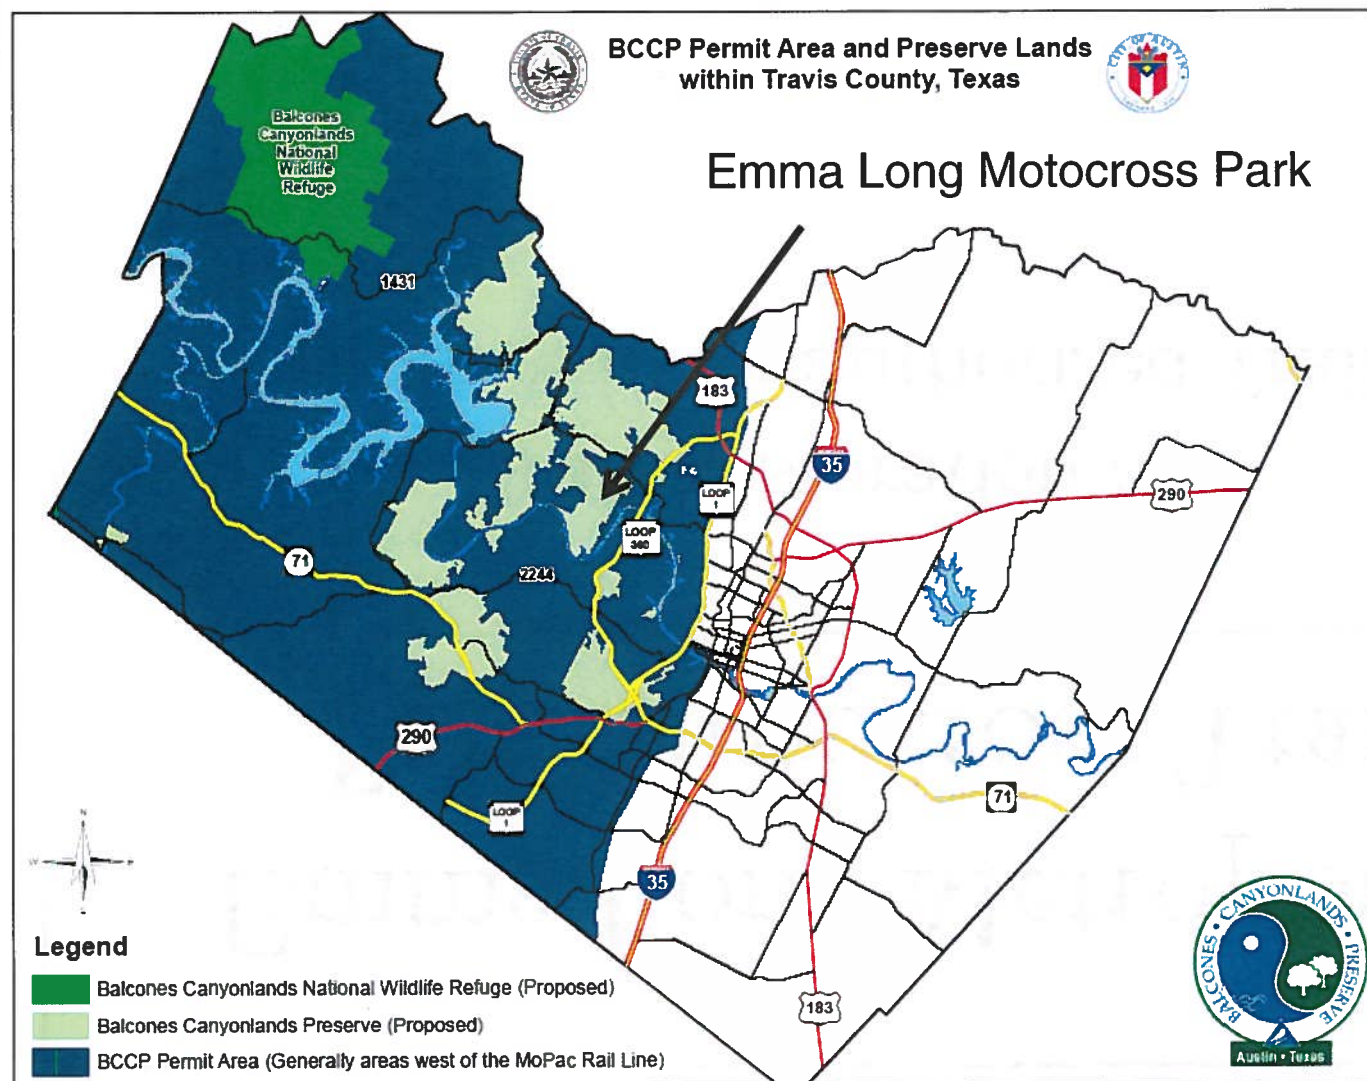 BCCP Permit Area and Preserve Lands
within Travis County, Texas
CITY OF AUSTIN
Emma Long Motocross Park
Balcones
Canyonlands
National
Wildlife
Refuge
1431
183
35
LOOP
1
290
LOOP
360
71
2244
290
71
LOOP
1
35
183
N
W
Legend
Balcones Canyonlands National Wildlife Refuge (Proposed)
Balcones Canyonlands Preserve (Proposed)
BCCP Permit Area (Generally areas west of the MoPac Rail Line)
BALCONES • CANYONLANDS • PRESERVE
Austin • Texas